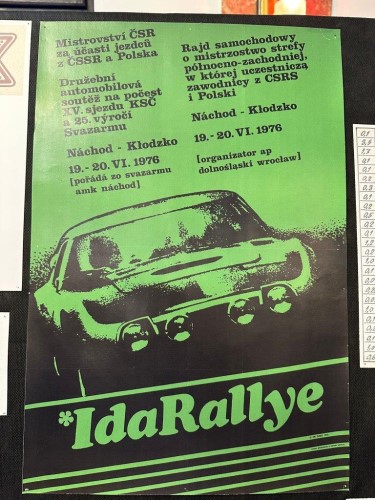 Mistrovství ČSR
za účasti jezdců
z ČSSR a Polska
Družební
automobilová
soutěž na počest
XV. sjezdu KSČ
a 25. výročí
Svazarmu
Náchod - Kłodzko
19.- 20. VI. 1976
[pořádá zo svazarmu
amk náchod]
Rajd samochodowy
o mistrzostwo strefy
północno-zachodniej,
w której uczestniczą
zawodnicy z CSRS
i Polski
Náchod - Kłodzko
19. - 20. VI. 1976
[organizator ap
dolnośląski wrocław]
*IdaRallye